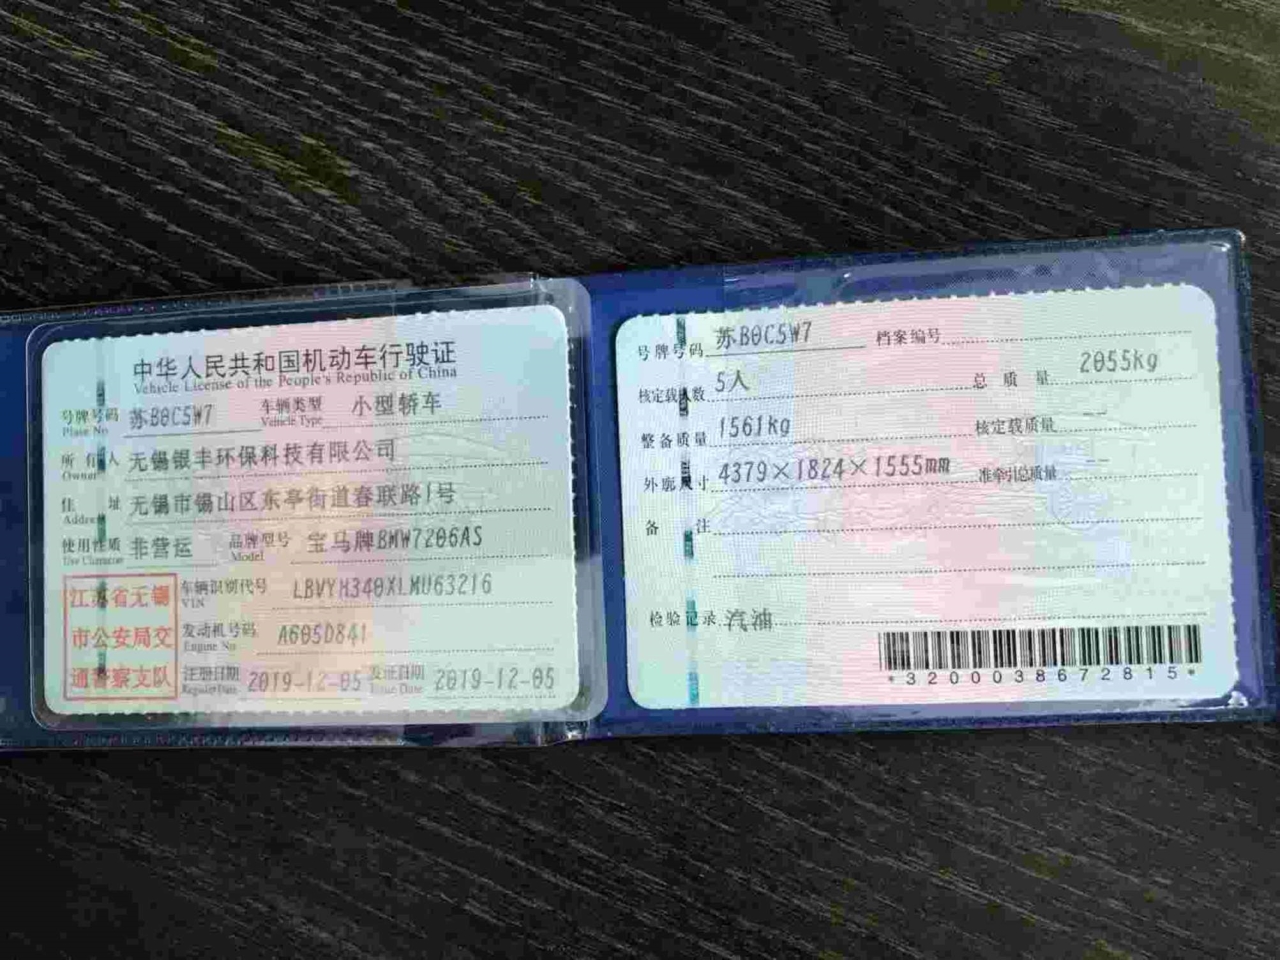 中华人民共和国机动车行驶证
Vehicle License of the People's Republic of China
号牌号码 苏B0C5W7 车辆类型 小型轿车
Plate No. Vehicle Type
所有人 无锡银丰环保科技有限公司
Owner
住址 无锡市锡山区东亭街道春联路1号
Address
使用性质 非营运 品牌型号 宝马牌BMW7206AS
Use Character Model
江苏省无锡
市公安局交
通警察支队
车辆识别代号 LBVYH340XLMU63216
VIN
发动机号码 A605D841
Engine No.
注册日期 2019-12-05 发证日期 2019-12-05
Register Date Issue Date
号牌号码 苏B0C5W7 档案编号
核定载人数 5人 总质量 2055kg
整备质量 1561kg 核定载质量 --
外廓尺寸 4379×1824×1555mm 准牵引总质量 --
备注
检验记录 汽油
*3200038672815*